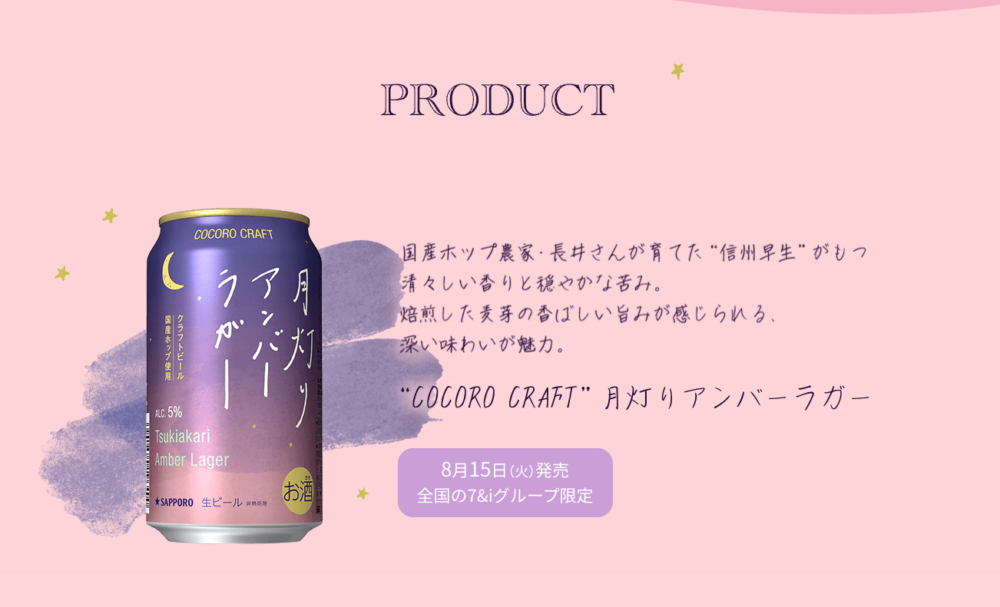 PRODUCT
COCORO CRAFT
月灯り
アンバー
ラガー
クラフトビール
国産ホップ使用
ALC. 5%
Tsukiakari
Amber Lager
★SAPPORO 生ビール 非熱処理
お酒
国産ホップ農家・長井さんが育てた“信州早生”がもつ
清々しい香りと穏やかな苦み。
焙煎した麦芽の香ばしい旨みが感じられる、
深い味わいが魅力。
“COCORO CRAFT”月灯りアンバーラガー
8月15日(火)発売
全国の7&iグループ限定